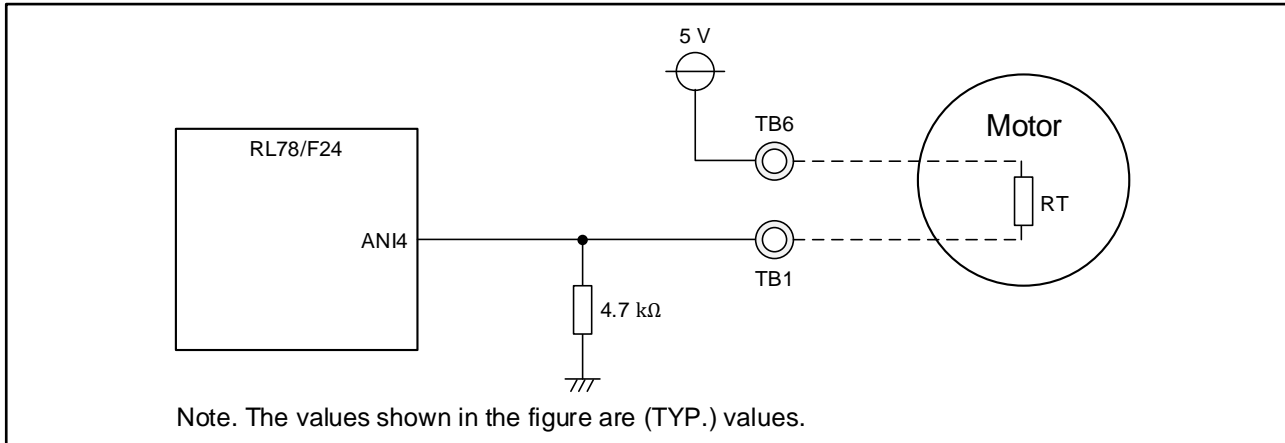 5 V
TB6
Motor
RL78/F24
RT
ANI4
TB1
4.7 kΩ
Note. The values shown in the figure are (TYP.) values.